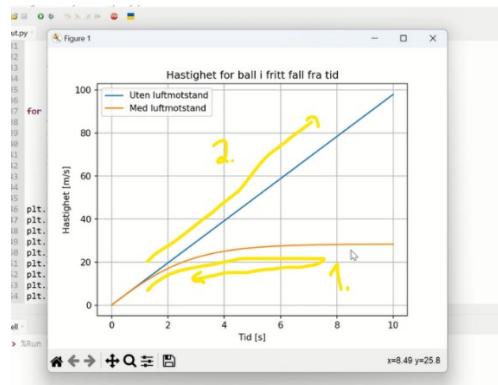 ut.py
Figure 1
for
Hastighet for ball i fritt fall fra tid
Uten luftmotstand
Med luftmotstand
100
80
60
40
20
0
Hastighet [m/s]
2.
1.
0 2 4 6 8 10
Tid [s]
plt.
plt.
plt.
plt.
plt.
plt.
plt.
plt.
ell
> %Run
x=8.49 y=25.8